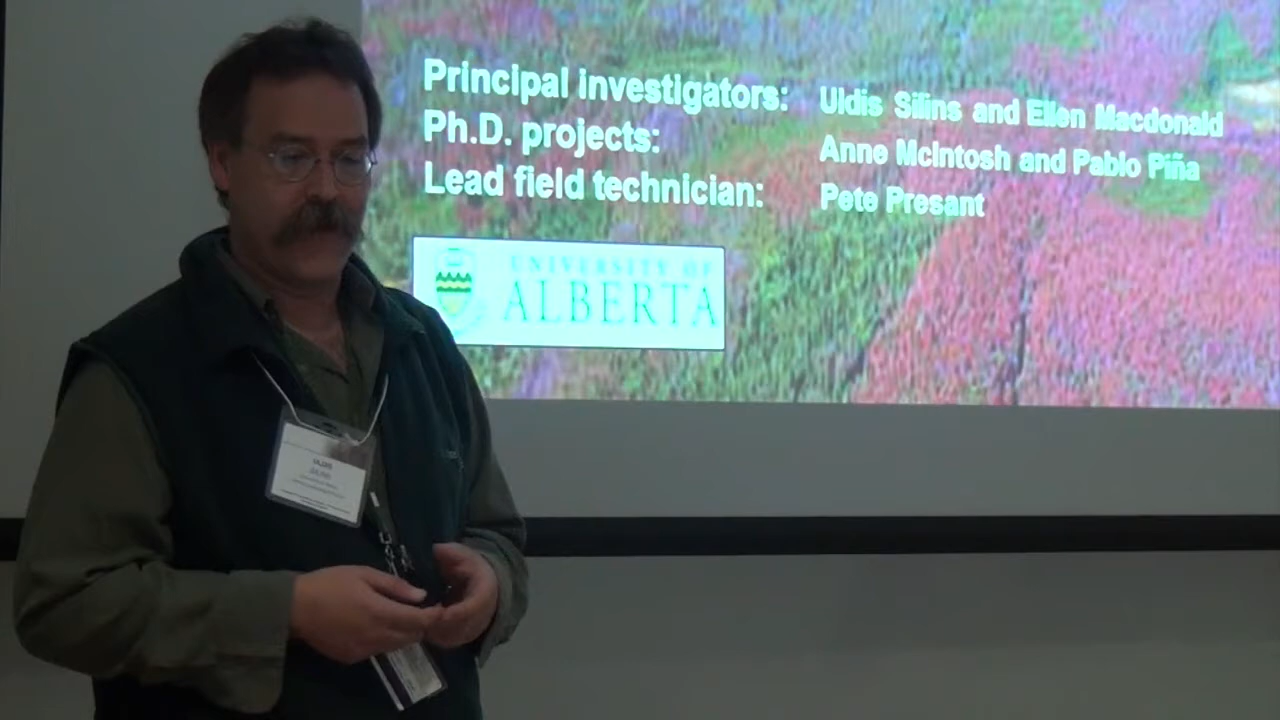 Principal investigators: Uldis Silins and Ellen Macdonald
Ph.D. projects: Anne McIntosh and Pablo Piña
Lead field technician: Pete Presant
UNIVERSITY OF
ALBERTA
ULDIS